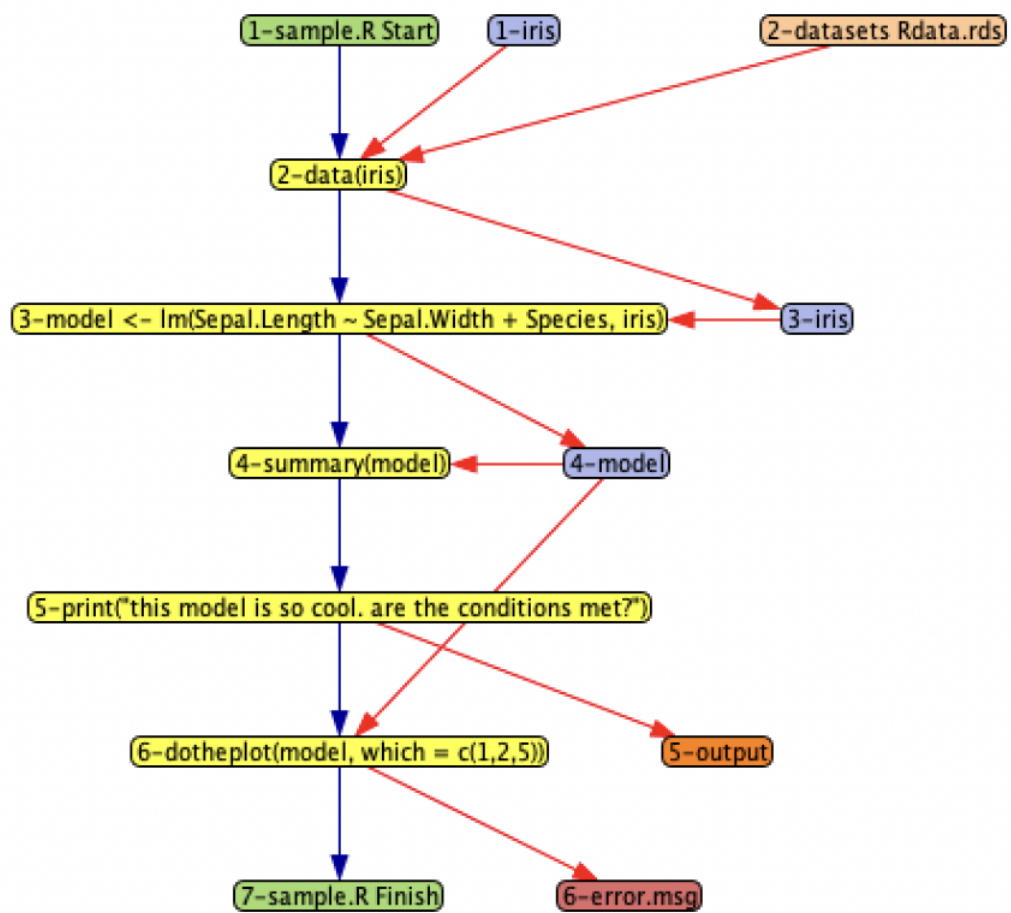 1-sample.R Start
1-iris
2-datasets Rdata.rds
2-data(iris)
3-model <- lm(Sepal.Length ~ Sepal.Width + Species, iris)
3-iris
4-summary(model)
4-model
5-print("this model is so cool. are the conditions met?")
6-dotheplot(model, which = c(1,2,5))
5-output
7-sample.R Finish
6-error.msg